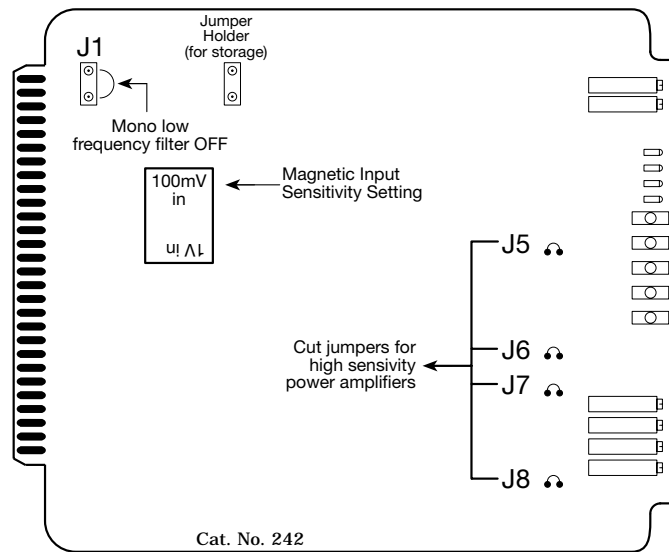 Jumper
Holder
(for storage)
J1
Mono low
frequency filter OFF
100mV
in
1V in
Magnetic Input
Sensitivity Setting
J5
J6
J7
J8
Cut jumpers for
high sensivity
power amplifiers
Cat. No. 242